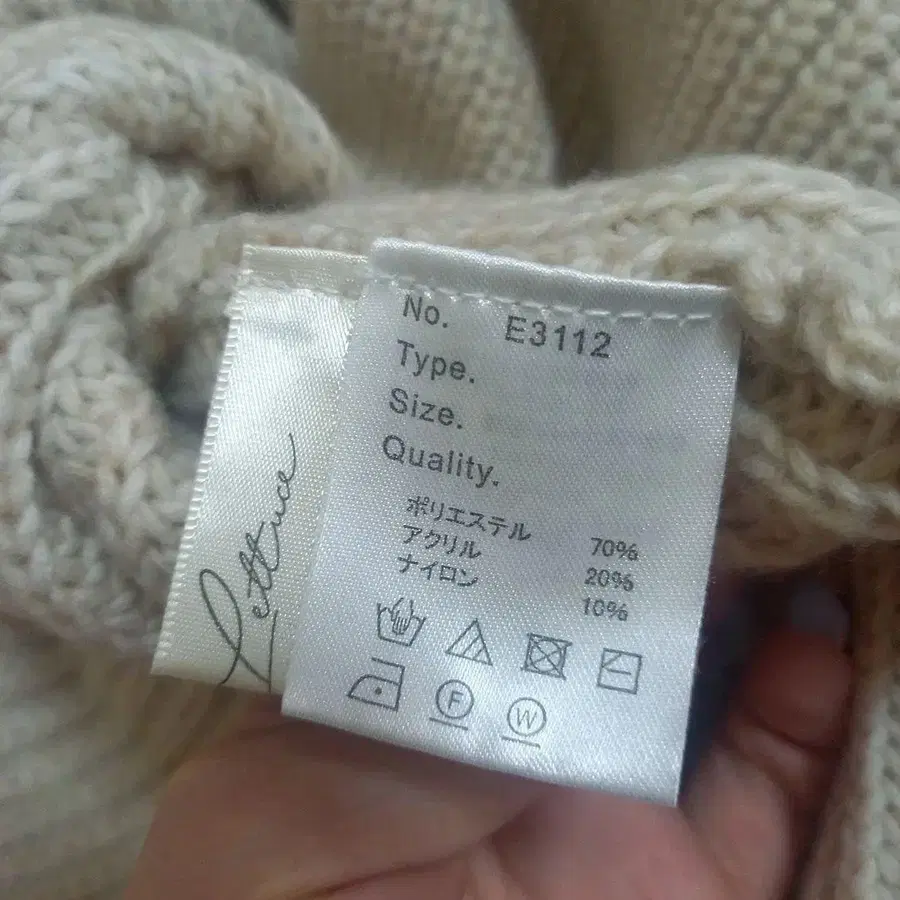 Lettuce
No. E3112
Type.
Size.
Quality.
ポリエステル 70%
アクリル 20%
ナイロン 10%
F
W